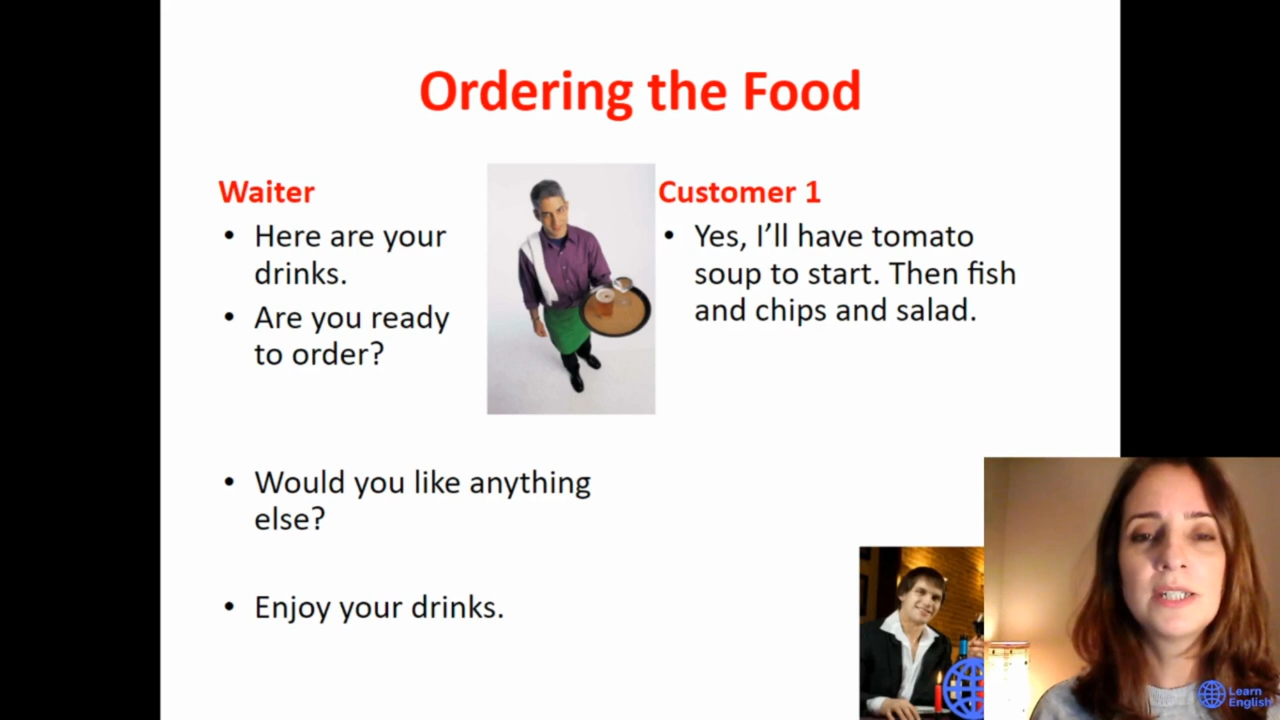 Ordering the Food
Waiter
• Here are your
drinks.
• Are you ready
to order?
• Would you like anything
else?
• Enjoy your drinks.
Customer 1
• Yes, I’ll have tomato
soup to start. Then fish
and chips and salad.
Learn
English